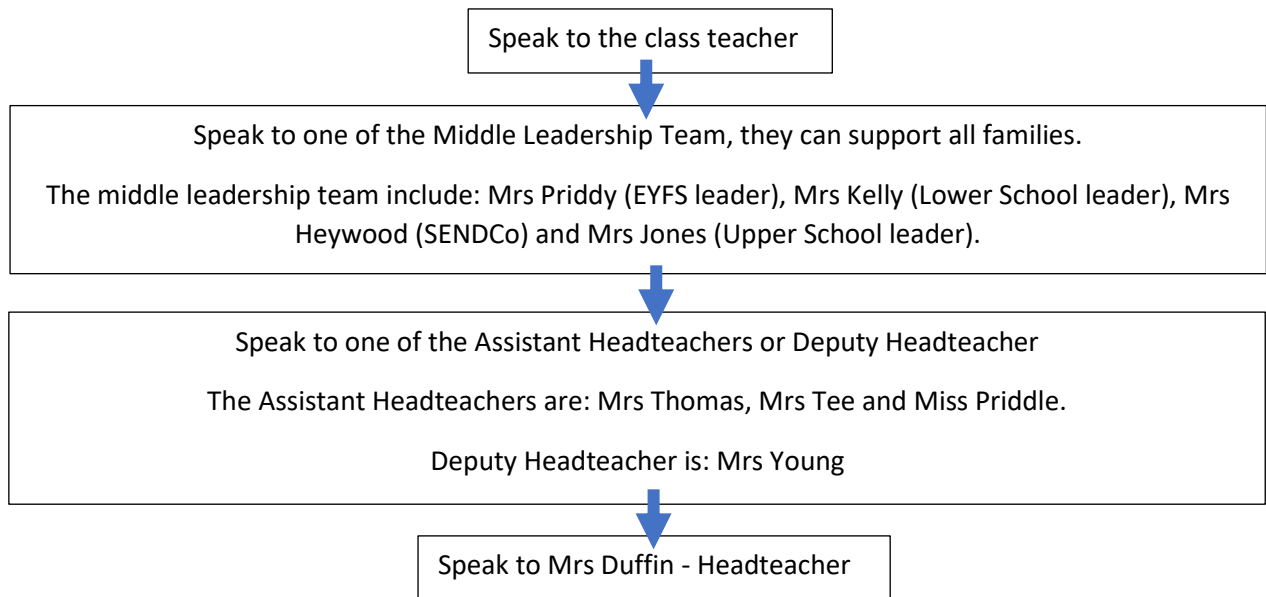 Speak to the class teacher
Speak to one of the Middle Leadership Team, they can support all families.
The middle leadership team include: Mrs Priddy (EYFS leader), Mrs Kelly (Lower School leader), Mrs
Heywood (SENDCo) and Mrs Jones (Upper School leader).
Speak to one of the Assistant Headteachers or Deputy Headteacher
The Assistant Headteachers are: Mrs Thomas, Mrs Tee and Miss Priddle.
Deputy Headteacher is: Mrs Young
Speak to Mrs Duffin - Headteacher